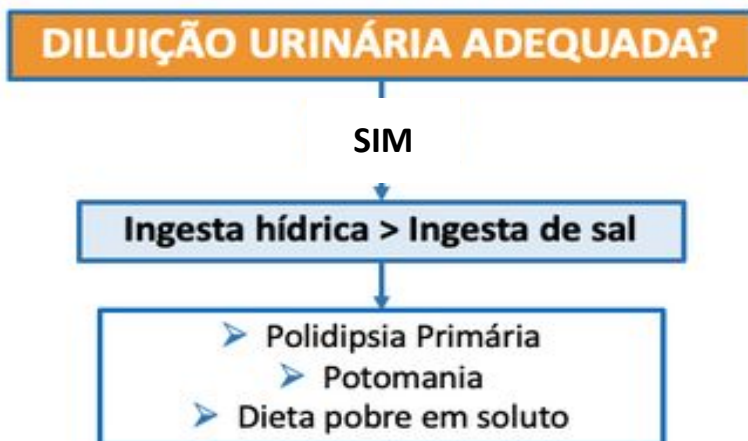 DILUIÇÃO URINÁRIA ADEQUADA?
SIM
Ingesta hídrica > Ingesta de sal
➢ Polidipsia Primária
➢ Potomania
➢ Dieta pobre em soluto